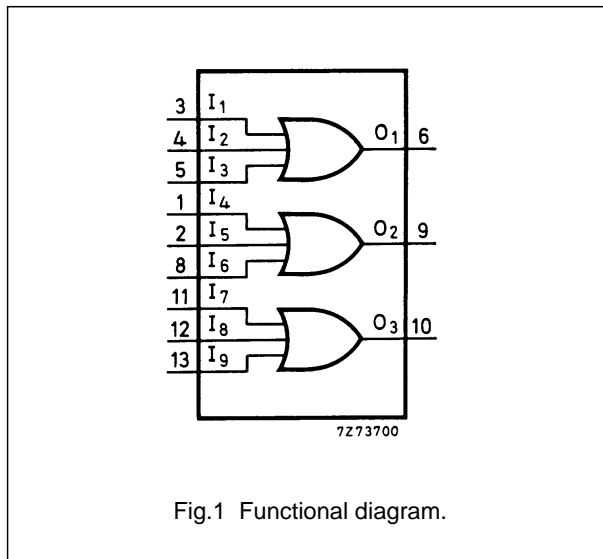 3 I1
4 I2
5 I3
O1 6
1 I4
2 I5
8 I6
O2 9
11 I7
12 I8
13 I9
O3 10
7Z73700
Fig.1 Functional diagram.